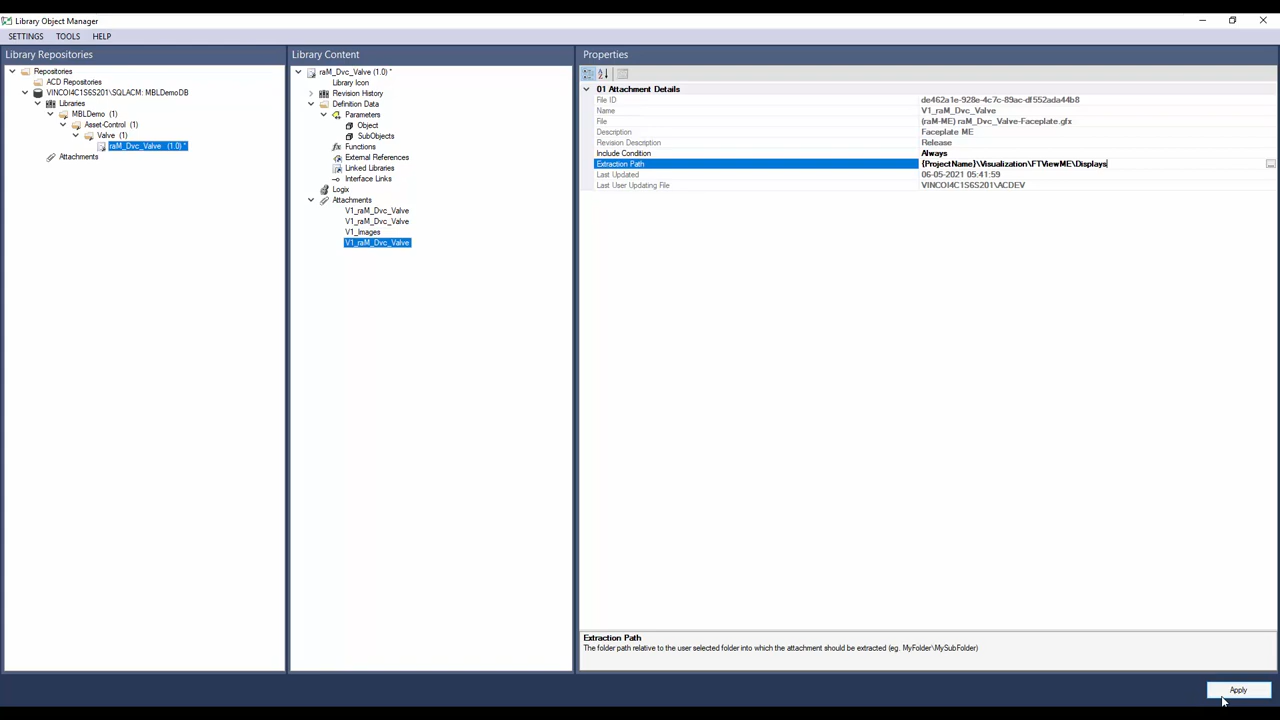 Library Object Manager
SETTINGS TOOLS HELP
Library Repositories
Repositories
ACD Repositories
VINCOI4C1S6S201\SQLACM: MBLDemoDB
Libraries
MBLDemo (1)
Asset-Control (1)
Valve (1)
raM_Dvc_Valve (1.0) *
Attachments
Library Content
raM_Dvc_Valve (1.0) *
Library Icon
Revision History
Definition Data
Parameters
Object
SubObjects
Functions
External References
Linked Libraries
Interface Links
Logix
Attachments
V1_raM_Dvc_Valve
V1_raM_Dvc_Valve
V1_Images
V1_raM_Dvc_Valve
Properties
01 Attachment Details
File ID de462a1e-928e-4c7c-89ac-df552ada44b8
Name V1_raM_Dvc_Valve
File (raM-ME) raM_Dvc_Valve-Faceplate.gfx
Description Faceplate ME
Revision Description Release
Include Condition Always
Extraction Path {ProjectName}\Visualization\FTViewME\Displays
Last Updated 06-05-2021 05:41:59
Last User Updating File VINCOI4C1S6S201\ACDEV
Extraction Path
The folder path relative to the user selected folder into which the attachment should be extracted (eg. MyFolder\MySubFolder)
Apply